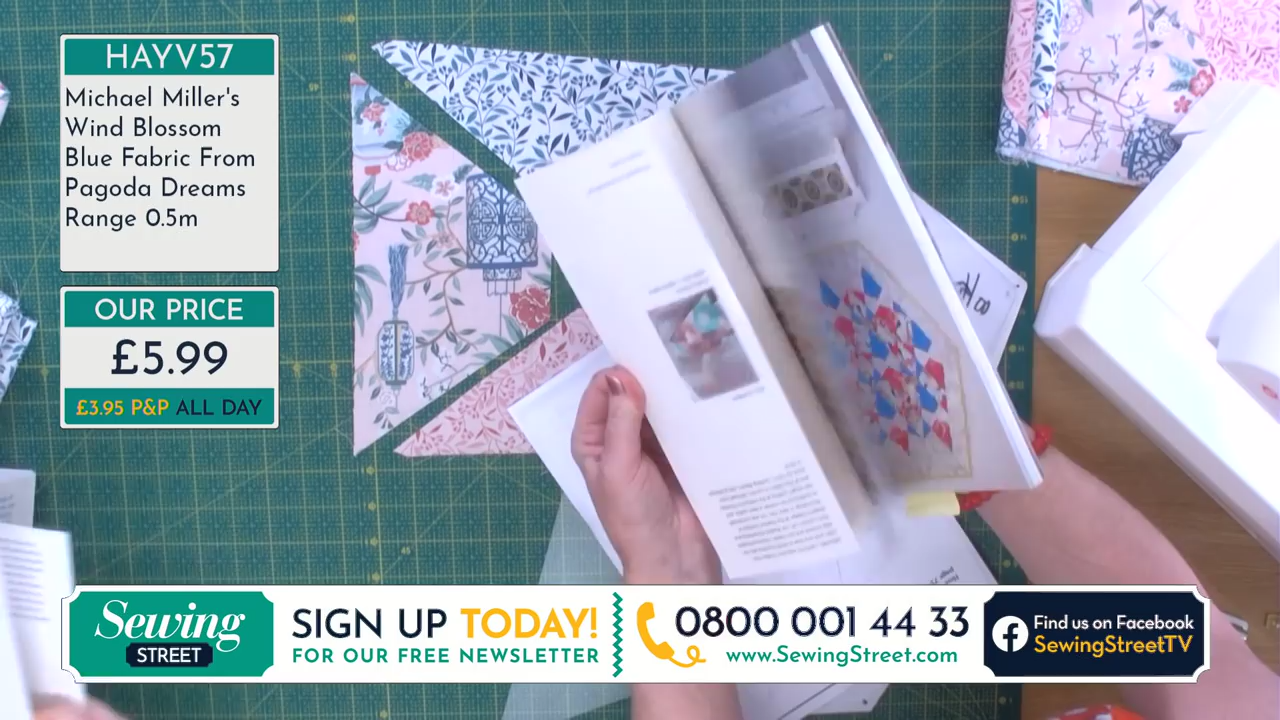 HAYV57
Michael Miller's
Wind Blossom
Blue Fabric From
Pagoda Dreams
Range 0.5m
OUR PRICE
£5.99
£3.95 P&P ALL DAY
Sewing
STREET
SIGN UP TODAY!
FOR OUR FREE NEWSLETTER
0800 001 44 33
www.SewingStreet.com
Find us on Facebook
SewingStreetTV